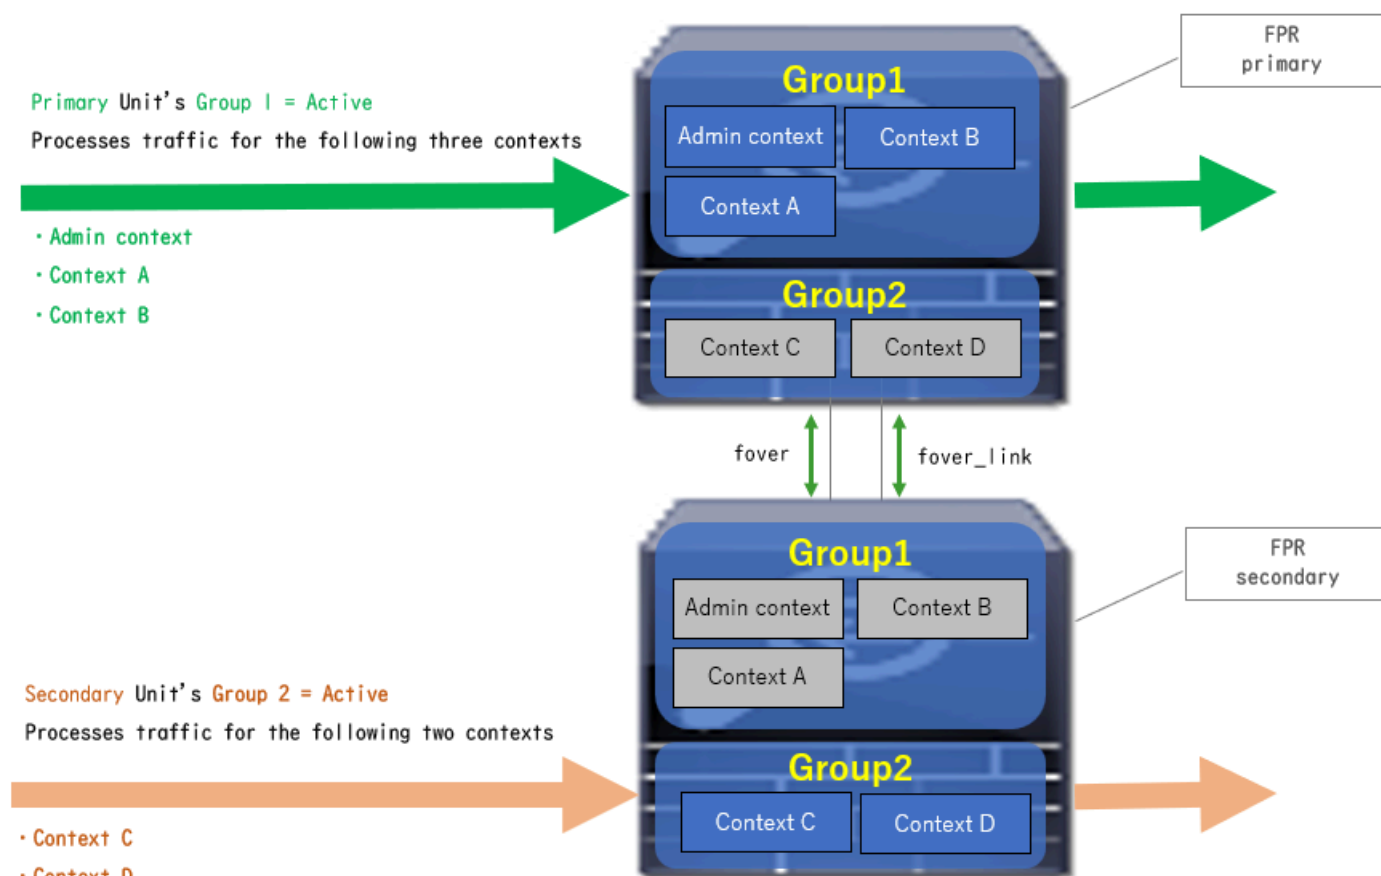 FPR
primary
Group1
Primary Unit's Group 1 = Active
Processes traffic for the following three contexts
Admin context
Context B
Context A
・Admin context
・Context A
・Context B
Group2
Context C
Context D
fover
fover_link
FPR
secondary
Group1
Admin context
Context B
Context A
Secondary Unit's Group 2 = Active
Processes traffic for the following two contexts
Group2
Context C
Context D
・Context C
・Context D